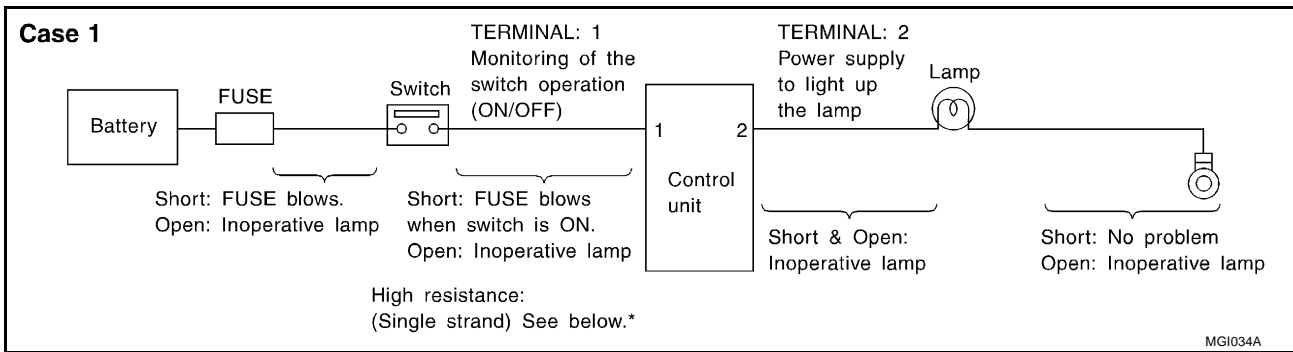 Case 1
TERMINAL: 1
Monitoring of the
switch operation
(ON/OFF)
TERMINAL: 2
Power supply
to light up
the lamp
Lamp
Battery
FUSE
Switch
1
2
Control
unit
Short: FUSE blows.
Open: Inoperative lamp
Short: FUSE blows
when switch is ON.
Open: Inoperative lamp
Short & Open:
Inoperative lamp
Short: No problem
Open: Inoperative lamp
High resistance:
(Single strand) See below.*
MGI034A